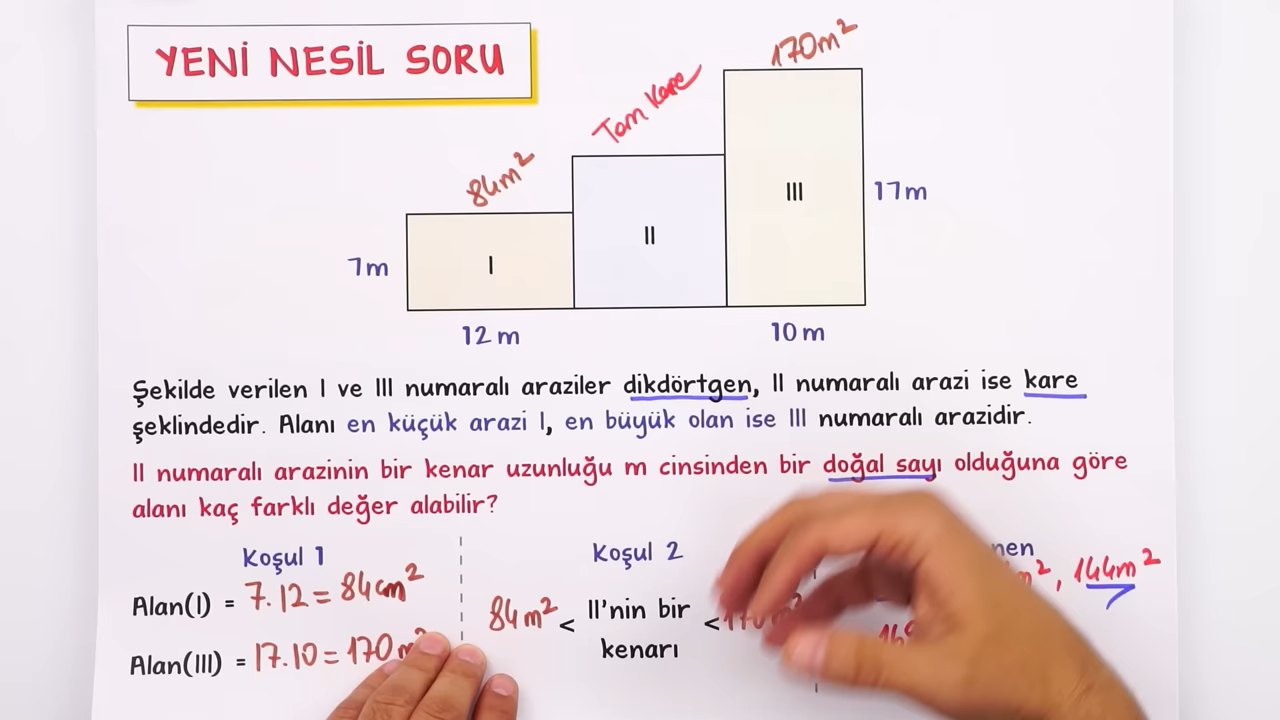 YENİ NESİL SORU
170m²
Tam Kare
84m²
III
17m
II
7m
I
12 m
10 m
Şekilde verilen I ve III numaralı araziler dikdörtgen, II numaralı arazi ise kare
şeklindedir. Alanı en küçük arazi I, en büyük olan ise III numaralı arazidir.
II numaralı arazinin bir kenar uzunluğu m cinsinden bir doğal sayı olduğuna göre
alanı kaç farklı değer alabilir?
Koşul 1
Alan(I) = 7.12 = 84cm²
Alan(III) = 17.10 = 170m²
Koşul 2
84m² < II'nin bir kenarı < 170m²
144m²